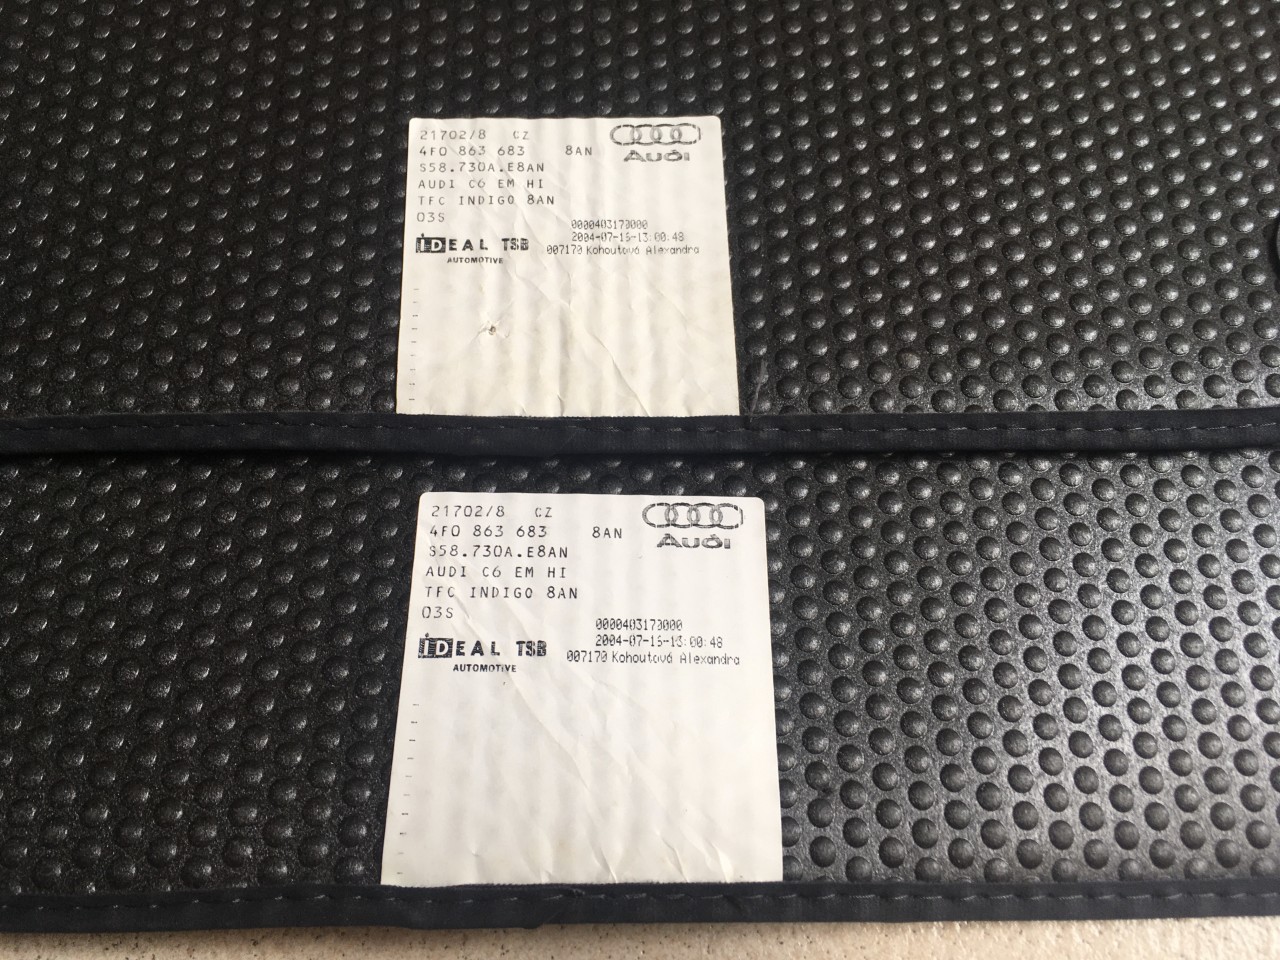 21702/8 CZ
4F0 863 683 8AN
S58.730A.E8AN
AUDI C6 EM HI
TFC INDIGO 8AN
03S
Audi
0000403170000
2004-07-15-13:00:48
007170 Kohoutová Alexandra
IDEAL TSB
AUTOMOTIVE
21702/8 CZ
4F0 863 683 8AN
S58.730A.E8AN
AUDI C6 EM HI
TFC INDIGO 8AN
03S
Audi
0000403170000
2004-07-15-13:00:48
007170 Kohoutová Alexandra
IDEAL TSB
AUTOMOTIVE